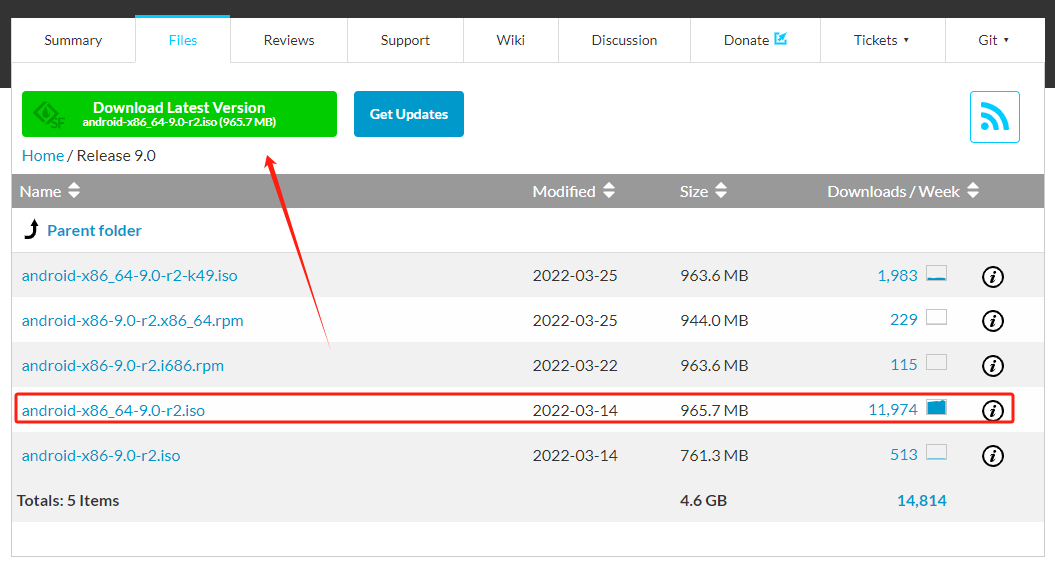 Summary Files Reviews Support Wiki Discussion Donate Tickets Git
Download Latest Version
android-x86_64-9.0-r2.iso (965.7 MB)
SF
Get Updates
Home / Release 9.0
Name Modified Size Downloads / Week
Parent folder
android-x86_64-9.0-r2-k49.iso 2022-03-25 963.6 MB 1,983 i
android-x86-9.0-r2.x86_64.rpm 2022-03-25 944.0 MB 229 i
android-x86-9.0-r2.i686.rpm 2022-03-22 963.6 MB 115 i
android-x86_64-9.0-r2.iso 2022-03-14 965.7 MB 11,974 i
android-x86-9.0-r2.iso 2022-03-14 761.3 MB 513 i
Totals: 5 Items 4.6 GB 14,814